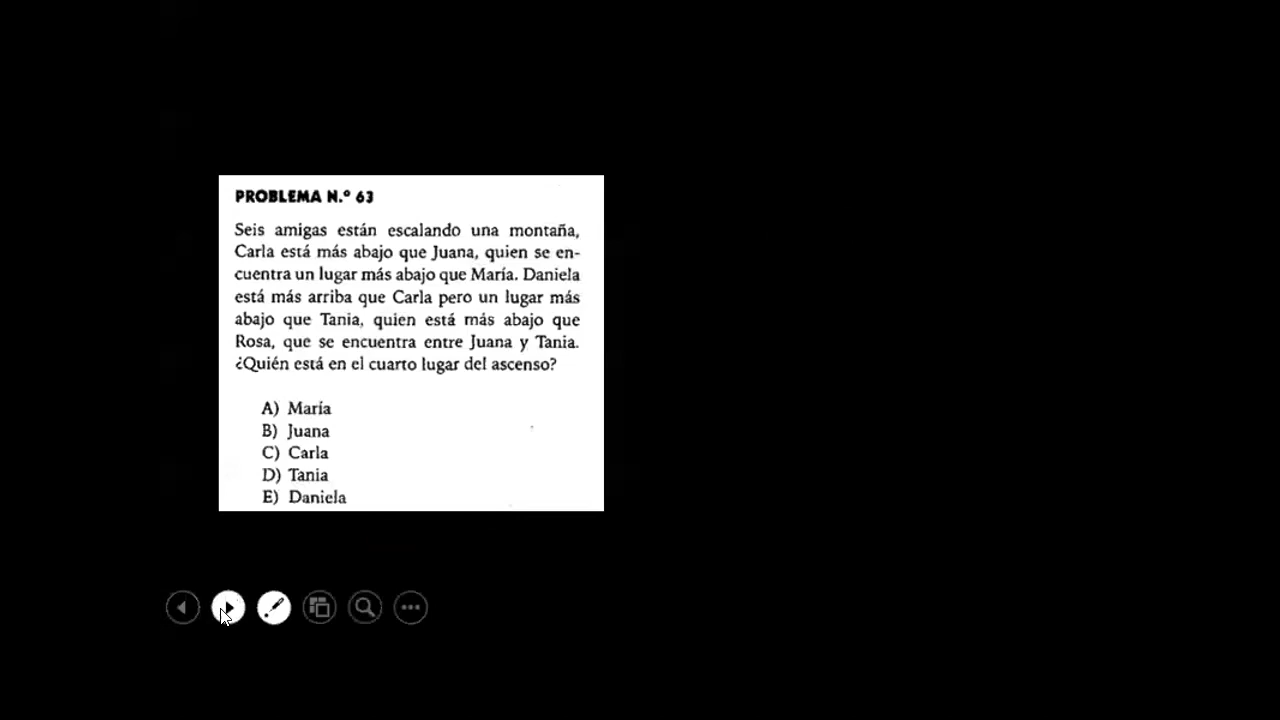 PROBLEMA N.º 63
Seis amigas están escalando una montaña,
Carla está más abajo que Juana, quien se en-
cuentra un lugar más abajo que María. Daniela
está más arriba que Carla pero un lugar más
abajo que Tania, quien está más abajo que
Rosa, que se encuentra entre Juana y Tania.
¿Quién está en el cuarto lugar del ascenso?
A) María
B) Juana
C) Carla
D) Tania
E) Daniela